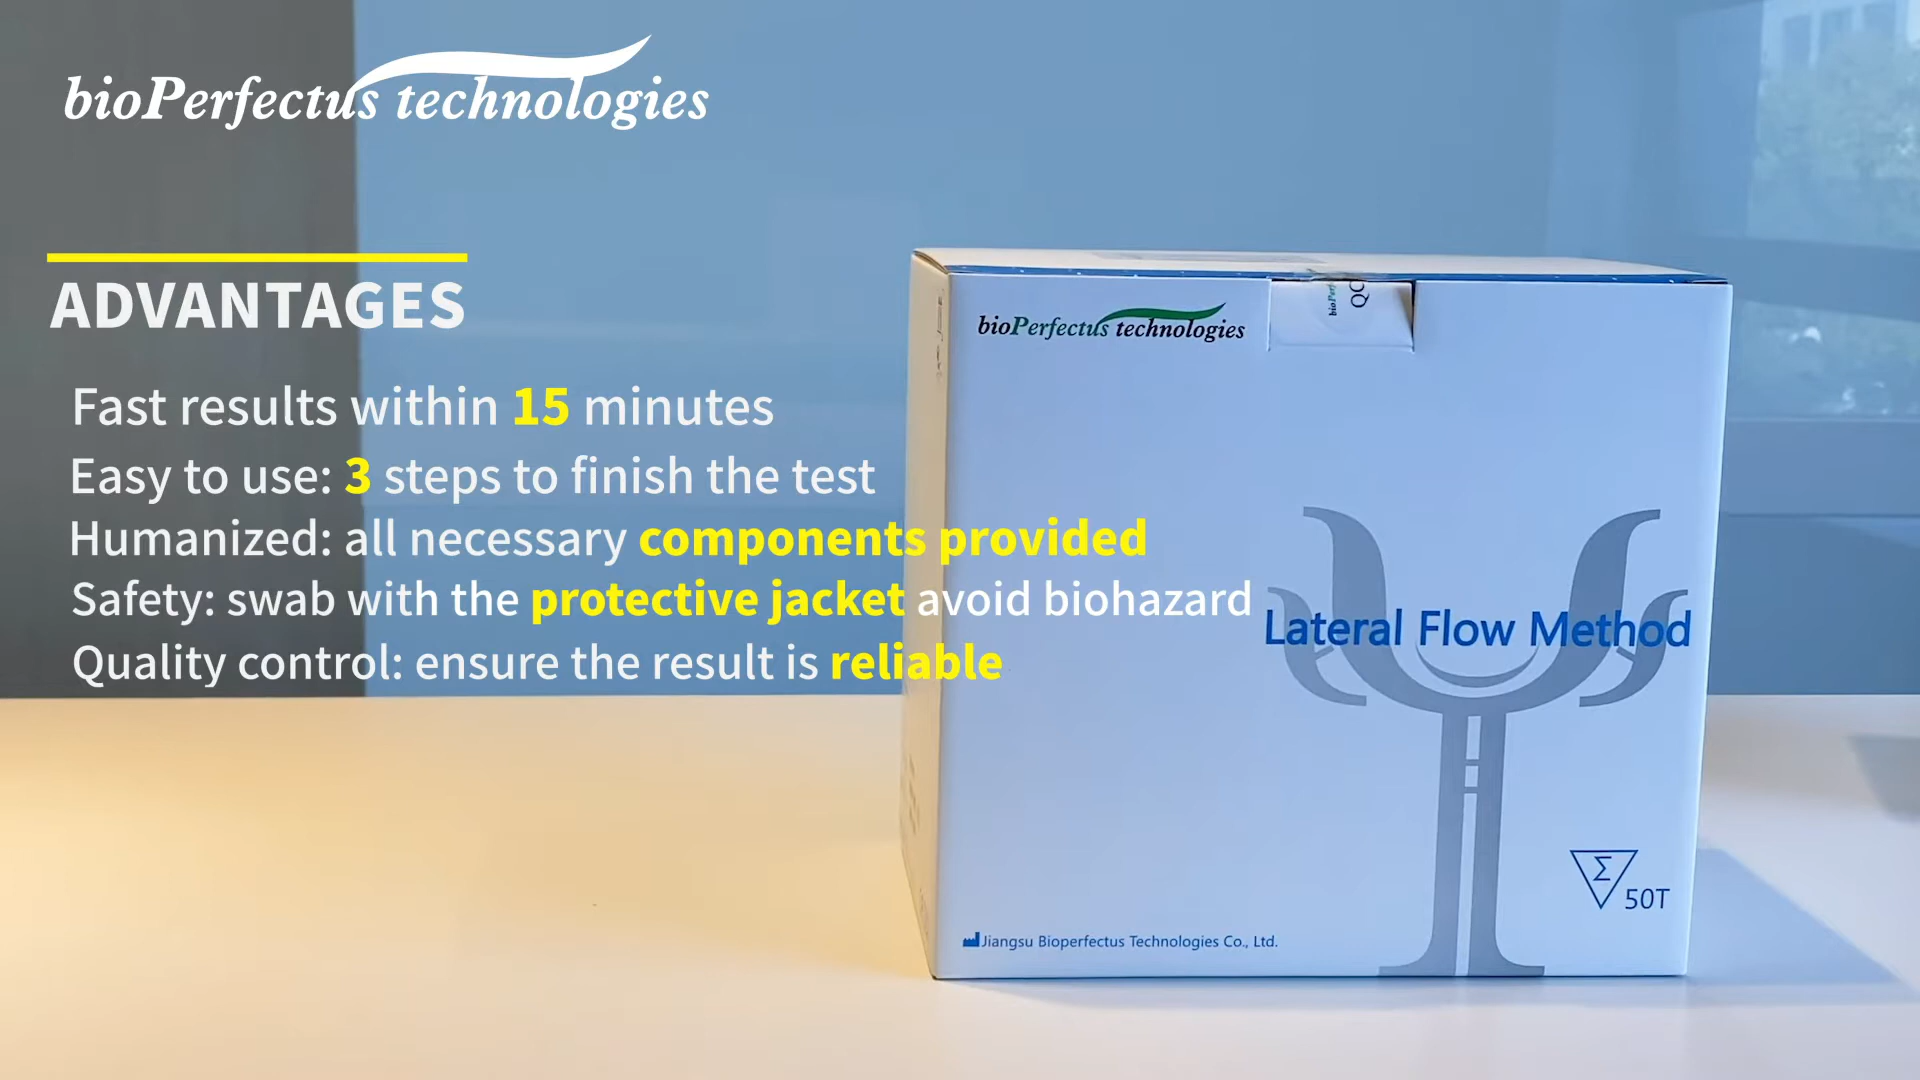 bioPerfectus technologies
ADVANTAGES
Fast results within 15 minutes
Easy to use: 3 steps to finish the test
Humanized: all necessary components provided
Safety: swab with the protective jacket avoid biohazard
Quality control: ensure the result is reliable
bioPerfectus technologies
bioPerf
QC
Lateral Flow Method
Σ
50T
Jiangsu Bioperfectus Technologies Co., Ltd.